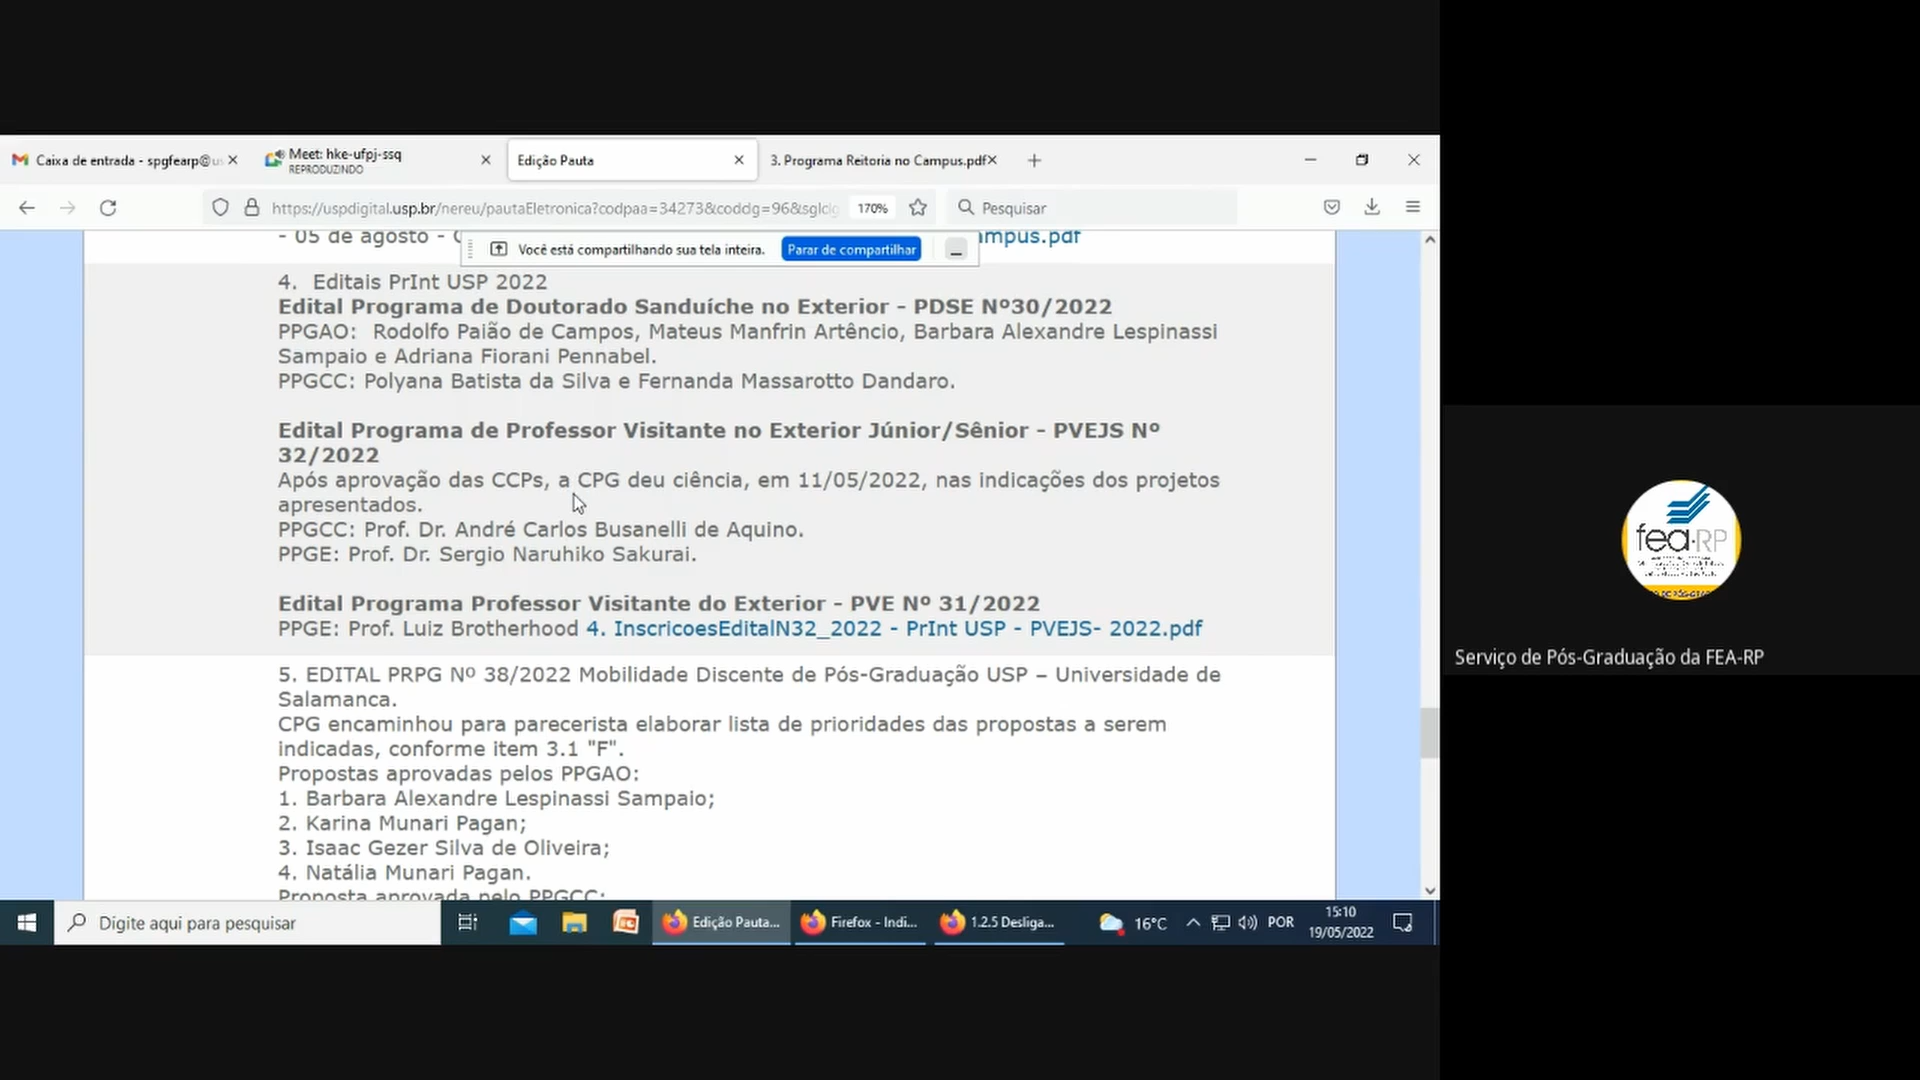 Caixa de entrada - spgfearp@us
Meet: hke-ufpj-ssq
REPRODUZINDO
Edição Pauta
3. Programa Reitoria no Campus.pdf
https://uspdigital.usp.br/nereu/pautaEletronica?codpaa=34273&codclg=96&sglclg
170%
Pesquisar
- 05 de agosto -
ampus.pdf
Você está compartilhando sua tela inteira.
Parar de compartilhar
4. Editais PrInt USP 2022
Edital Programa de Doutorado Sanduíche no Exterior - PDSE Nº30/2022
PPGAO: Rodolfo Paião de Campos, Mateus Manfrin Artêncio, Barbara Alexandre Lespinassi
Sampaio e Adriana Fiorani Pennabel.
PPGCC: Polyana Batista da Silva e Fernanda Massarotto Dandaro.
Edital Programa de Professor Visitante no Exterior Júnior/Sênior - PVEJS Nº
32/2022
Após aprovação das CCPs, a CPG deu ciência, em 11/05/2022, nas indicações dos projetos
apresentados.
PPGCC: Prof. Dr. André Carlos Busanelli de Aquino.
PPGE: Prof. Dr. Sergio Naruhiko Sakurai.
Edital Programa Professor Visitante do Exterior - PVE Nº 31/2022
PPGE: Prof. Luiz Brotherhood 4. InscricoesEditalN32_2022 - PrInt USP - PVEJS- 2022.pdf
5. EDITAL PRPG Nº 38/2022 Mobilidade Discente de Pós-Graduação USP – Universidade de
Salamanca.
CPG encaminhou para parecerista elaborar lista de prioridades das propostas a serem
indicadas, conforme item 3.1 "F".
Propostas aprovadas pelos PPGAO:
1. Barbara Alexandre Lespinassi Sampaio;
2. Karina Munari Pagan;
3. Isaac Gezer Silva de Oliveira;
4. Natália Munari Pagan.
Proposta aprovada pelo PPGCC:
Digite aqui para pesquisar
Edição Pauta...
Firefox - Indi...
1.2.5 Desliga...
16°C
POR
15:10
19/05/2022
fea-RP
Serviço de Pós-Graduação da FEA-RP